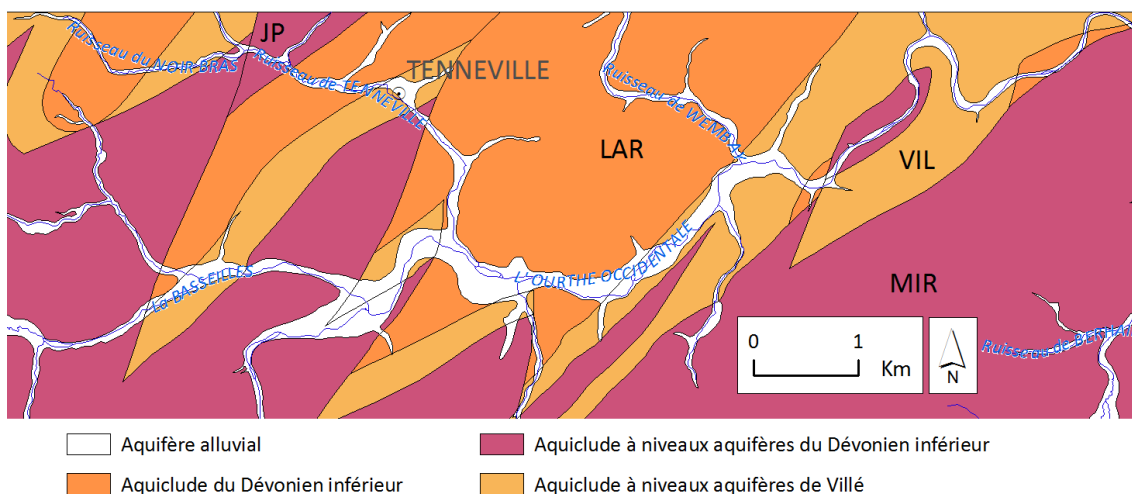 JP
Ruisseau du NOIR BRAS
Ruisseau de TENNEVILLE
TENNEVILLE
Ruisseau de WEMBAY
LAR
VIL
La BASSEILLES
L'OURTHE OCCIDENTALE
MIR
0 1
Km
N
Ruisseau de
Aquifère alluvial
Aquiclude à niveaux aquifères du Dévonien inférieur
Aquiclude du Dévonien inférieur
Aquiclude à niveaux aquifères de Villé